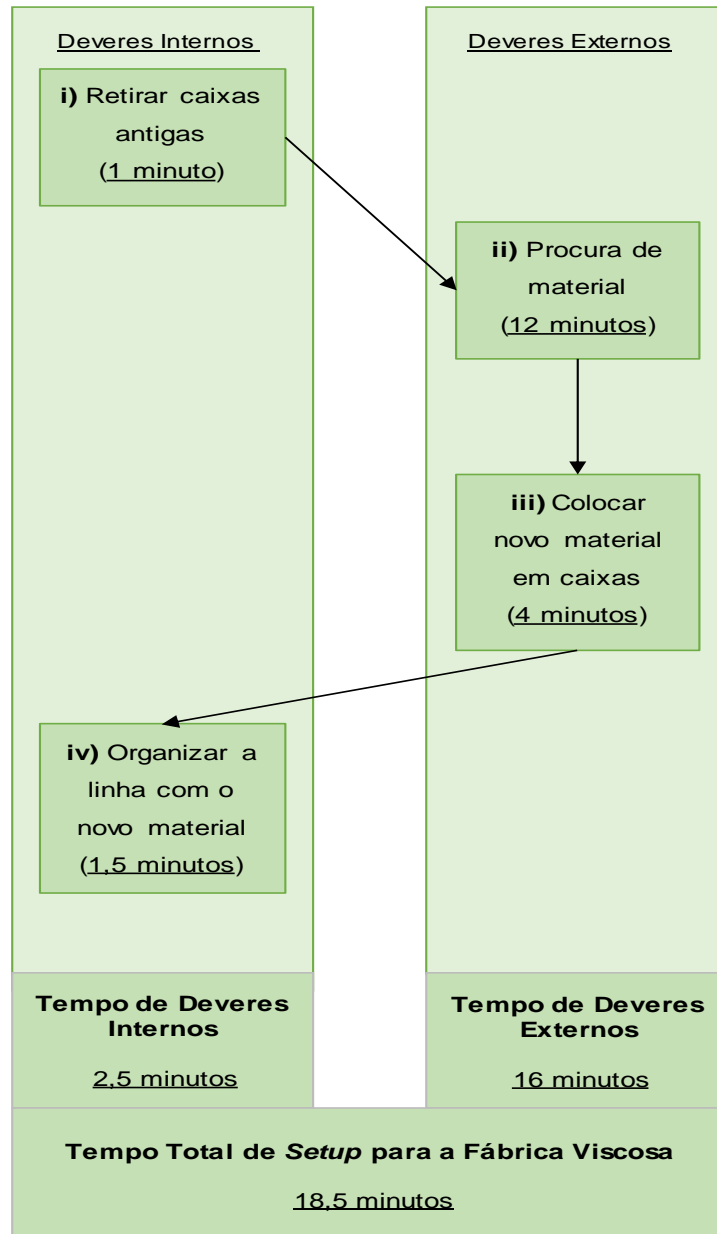 Deveres Internos
Deveres Externos
i) Retirar caixas
antigas
(1 minuto)
ii) Procura de
material
(12 minutos)
iii) Colocar
novo material
em caixas
(4 minutos)
iv) Organizar a
linha com o
novo material
(1,5 minutos)
Tempo de Deveres
Internos
2,5 minutos
Tempo de Deveres
Externos
16 minutos
Tempo Total de Setup para a Fábrica Viscosa
18,5 minutos